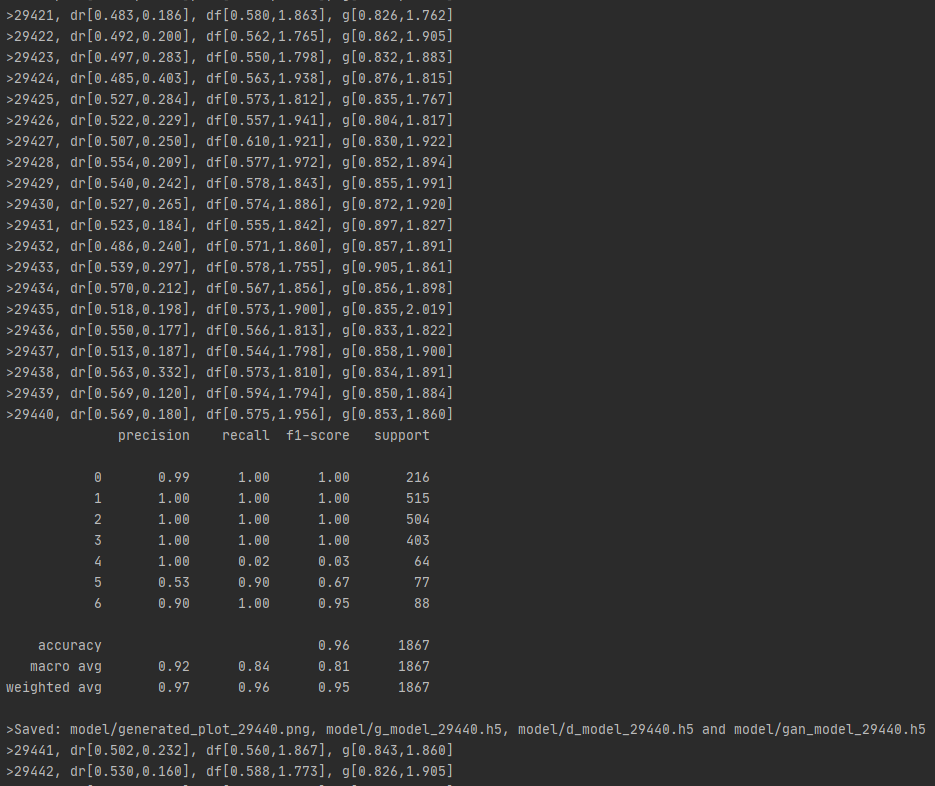 >29421, dr[0.483,0.186], df[0.580,1.863], g[0.826,1.762]
>29422, dr[0.492,0.200], df[0.562,1.765], g[0.862,1.905]
>29423, dr[0.497,0.283], df[0.550,1.798], g[0.832,1.883]
>29424, dr[0.485,0.403], df[0.563,1.938], g[0.876,1.815]
>29425, dr[0.527,0.284], df[0.573,1.812], g[0.835,1.767]
>29426, dr[0.522,0.229], df[0.557,1.941], g[0.804,1.817]
>29427, dr[0.507,0.250], df[0.610,1.921], g[0.830,1.922]
>29428, dr[0.554,0.209], df[0.577,1.972], g[0.852,1.894]
>29429, dr[0.540,0.242], df[0.578,1.843], g[0.855,1.991]
>29430, dr[0.527,0.265], df[0.574,1.886], g[0.872,1.920]
>29431, dr[0.523,0.184], df[0.555,1.842], g[0.897,1.827]
>29432, dr[0.486,0.240], df[0.571,1.860], g[0.857,1.891]
>29433, dr[0.539,0.297], df[0.578,1.755], g[0.905,1.861]
>29434, dr[0.570,0.212], df[0.567,1.856], g[0.856,1.898]
>29435, dr[0.518,0.198], df[0.573,1.900], g[0.835,2.019]
>29436, dr[0.550,0.177], df[0.566,1.813], g[0.833,1.822]
>29437, dr[0.513,0.187], df[0.544,1.798], g[0.858,1.900]
>29438, dr[0.563,0.332], df[0.573,1.810], g[0.834,1.891]
>29439, dr[0.569,0.120], df[0.594,1.794], g[0.850,1.884]
>29440, dr[0.569,0.180], df[0.575,1.956], g[0.853,1.860]
precision recall f1-score support
0 0.99 1.00 1.00 216
1 1.00 1.00 1.00 515
2 1.00 1.00 1.00 504
3 1.00 1.00 1.00 403
4 1.00 0.02 0.03 64
5 0.53 0.90 0.67 77
6 0.90 1.00 0.95 88
accuracy 0.96 1867
macro avg 0.92 0.84 0.81 1867
weighted avg 0.97 0.96 0.95 1867
>Saved: model/generated_plot_29440.png, model/g_model_29440.h5, model/d_model_29440.h5 and model/gan_model_29440.h5
>29441, dr[0.502,0.232], df[0.560,1.867], g[0.843,1.860]
>29442, dr[0.530,0.160], df[0.588,1.773], g[0.826,1.905]